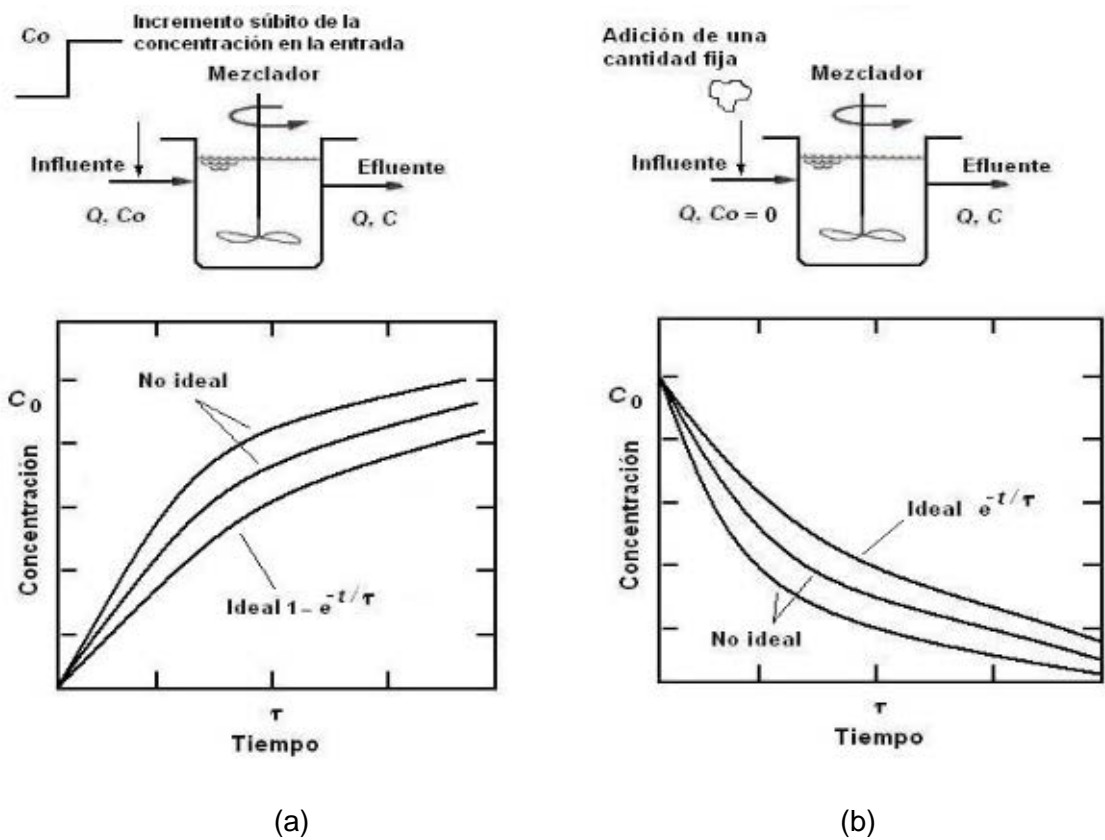 Co
Incremento súbito de la
concentración en la entrada
Mezclador
Influente
Efluente
Q, Co
Q, C
C0
Concentración
No ideal
Ideal 1 – e^-t/τ
τ
Tiempo
(a)
Adición de una
cantidad fija
Mezclador
Influente
Efluente
Q, Co = 0
Q, C
C0
Concentración
Ideal e^-t/τ
No ideal
τ
Tiempo
(b)